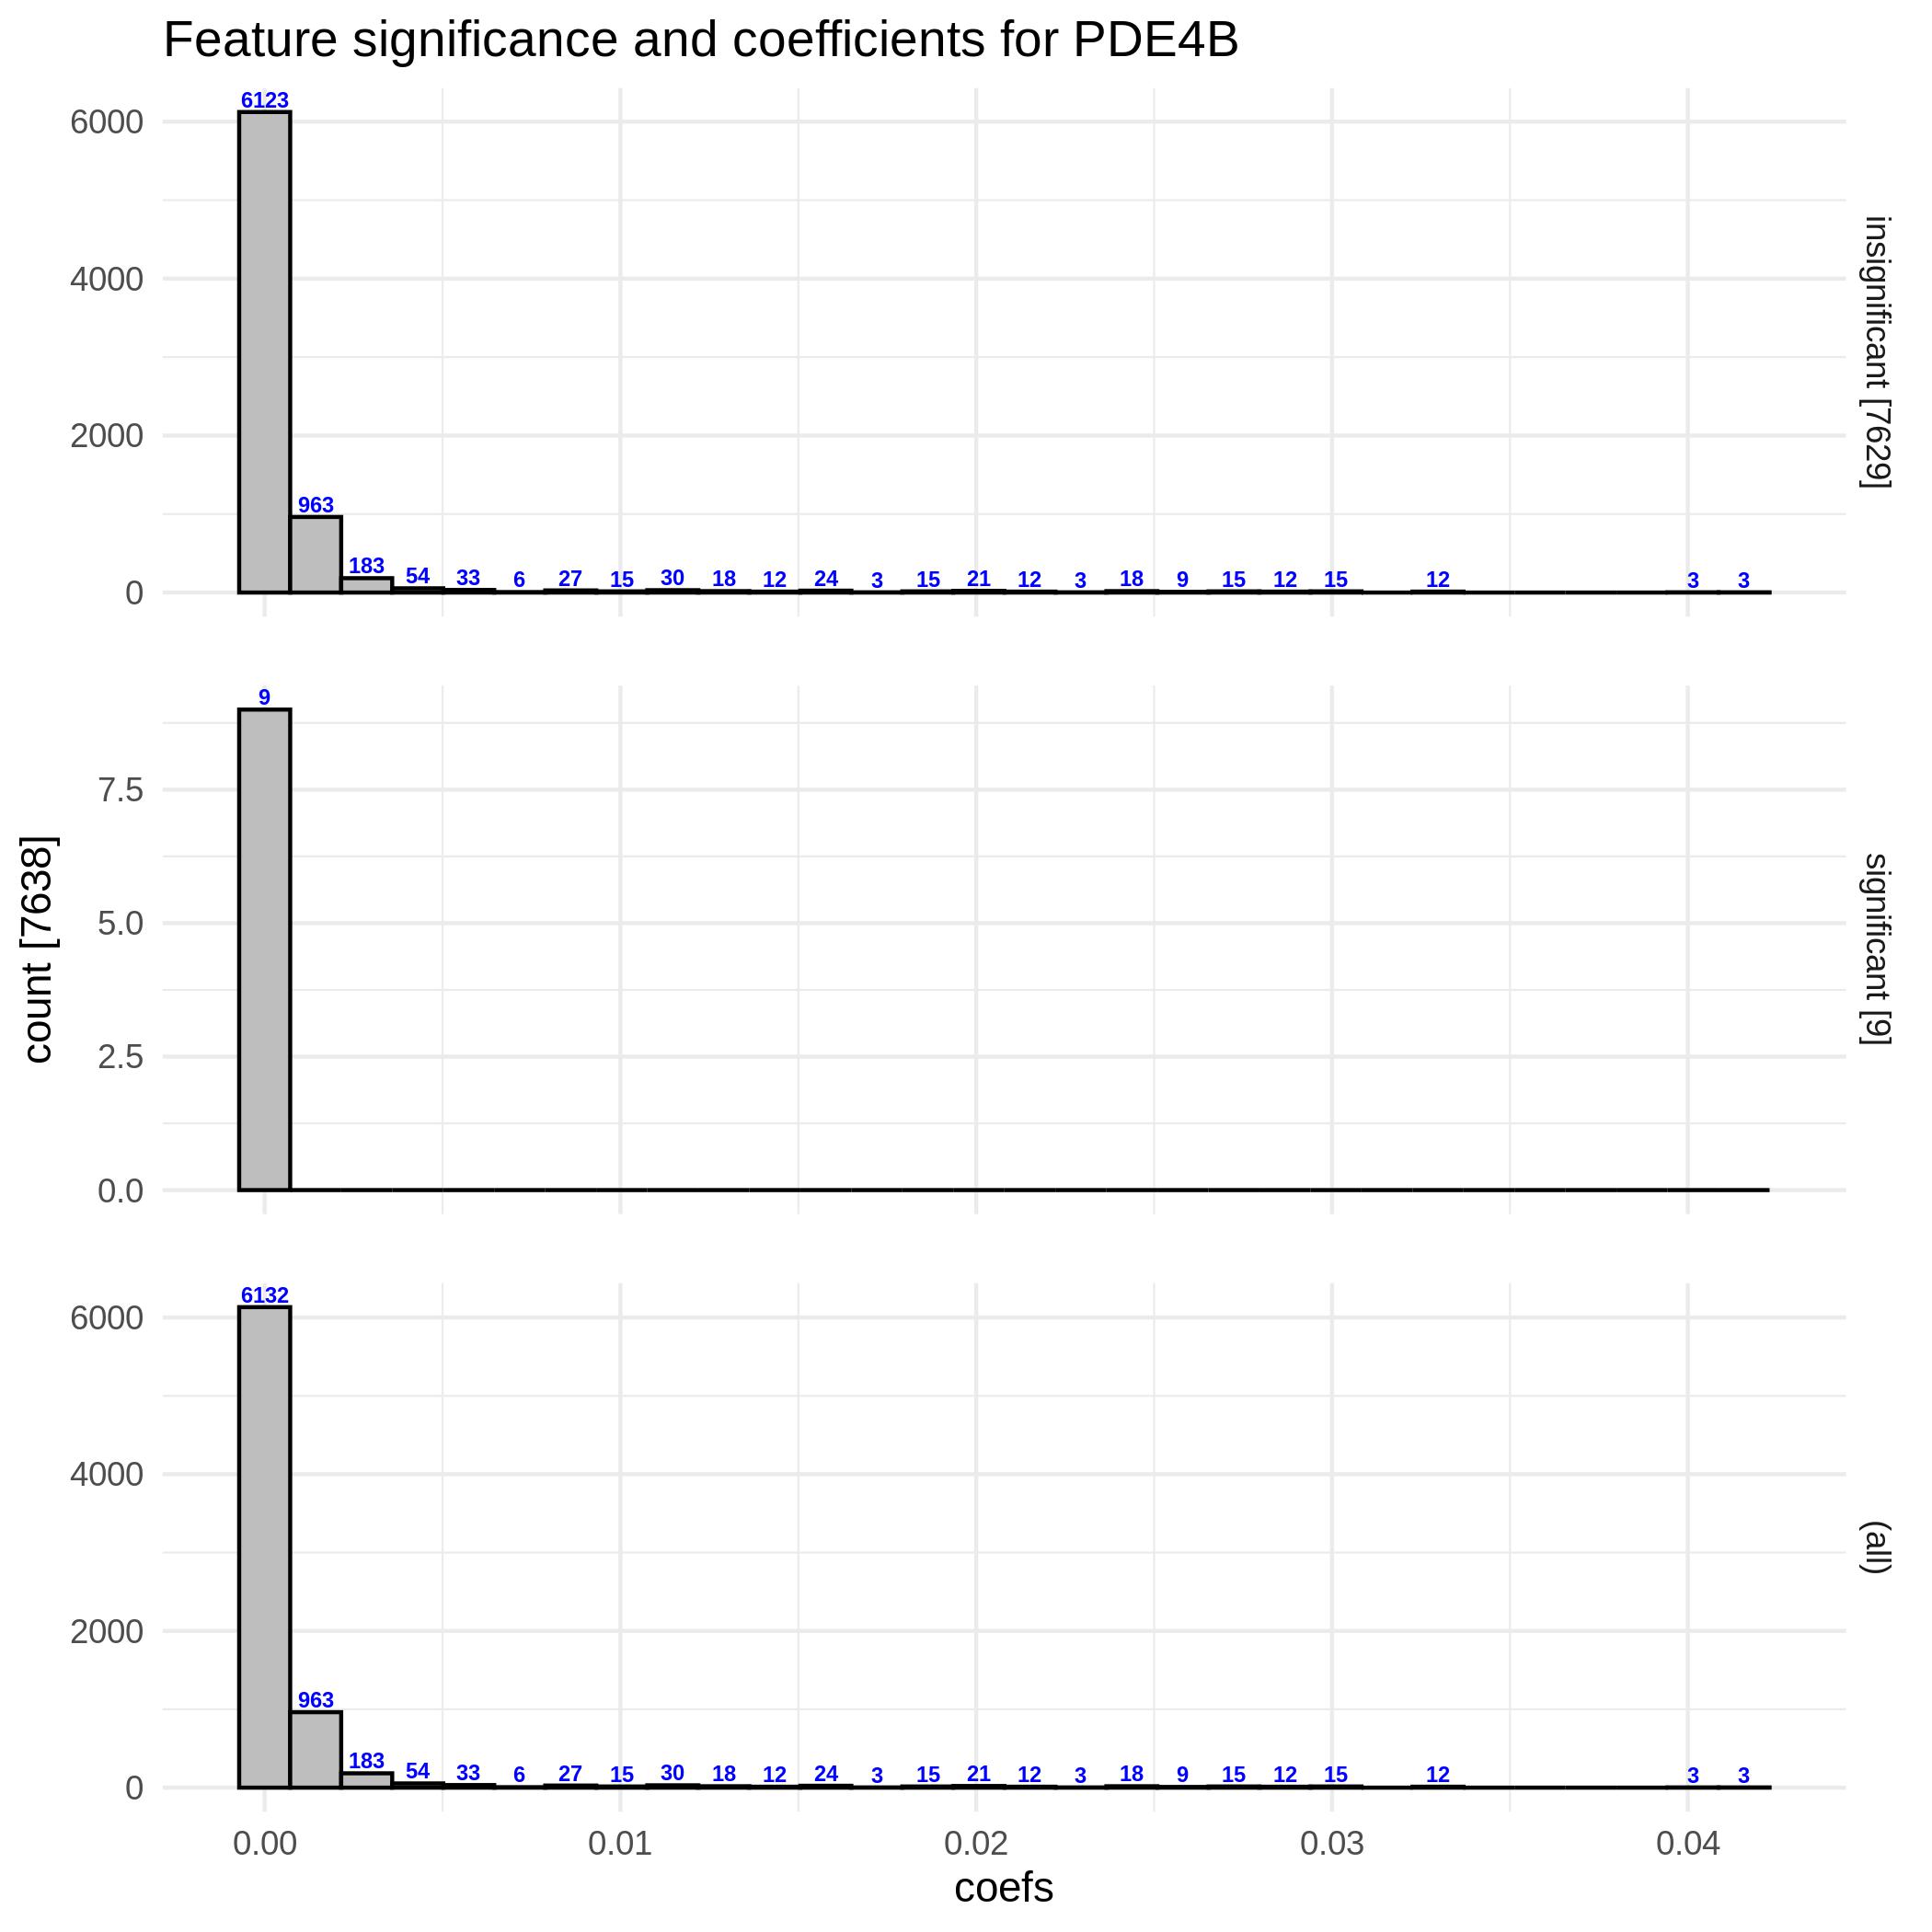 Feature significance and coefficients for PDE4B
6123
6000
4000
2000
963
183 54 33 6 27 15 30 18 12 24 3 15 21 12 3 18 9 15 12 15 12 3 3
0
insignificant [7629]
9
7.5
5.0
2.5
0.0
significant [9]
count [7638]
6132
6000
4000
2000
963
183 54 33 6 27 15 30 18 12 24 3 15 21 12 3 18 9 15 12 15 12 3 3
0
(all)
0.00 0.01 0.02 0.03 0.04
coefs